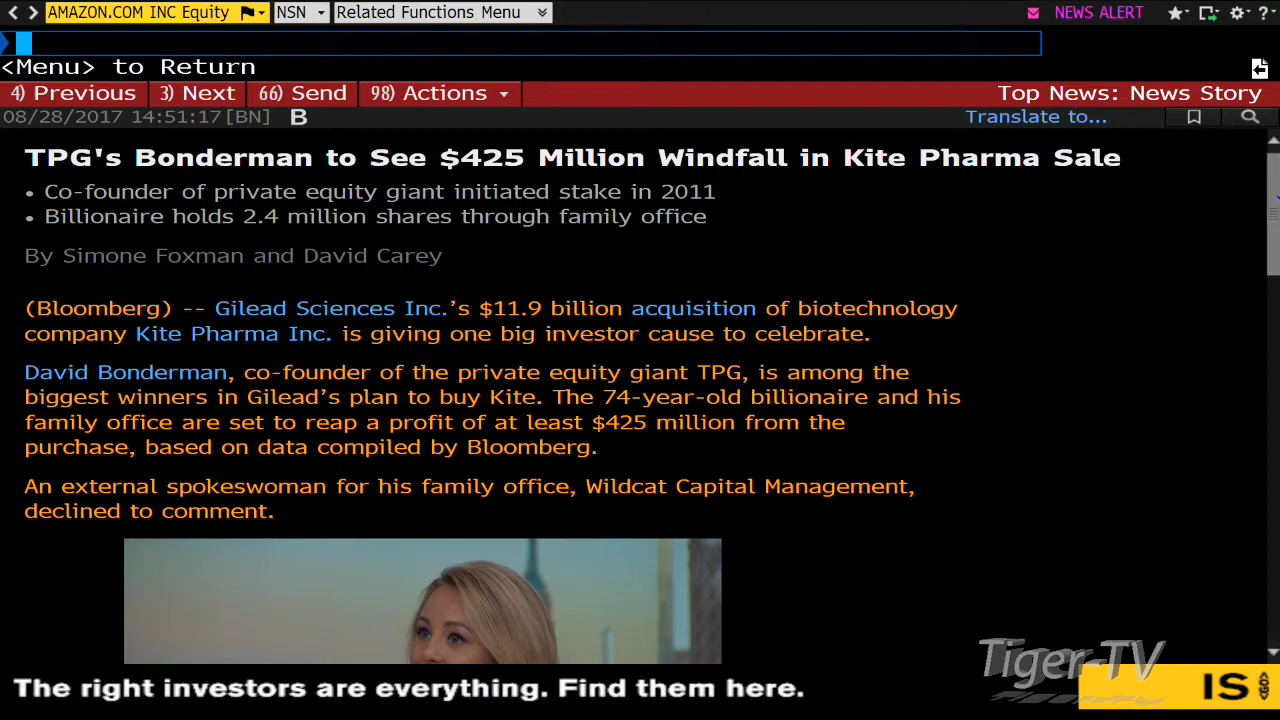 AMAZON.COM INC Equity NSN Related Functions Menu NEWS ALERT ?
<Menu> to Return
4) Previous 3) Next 66) Send 98) Actions Top News: News Story
08/28/2017 14:51:17[BN] B Translate to...
TPG's Bonderman to See $425 Million Windfall in Kite Pharma Sale
• Co-founder of private equity giant initiated stake in 2011
• Billionaire holds 2.4 million shares through family office
By Simone Foxman and David Carey
(Bloomberg) -- Gilead Sciences Inc.’s $11.9 billion acquisition of biotechnology
company Kite Pharma Inc. is giving one big investor cause to celebrate.
David Bonderman, co-founder of the private equity giant TPG, is among the
biggest winners in Gilead’s plan to buy Kite. The 74-year-old billionaire and his
family office are set to reap a profit of at least $425 million from the
purchase, based on data compiled by Bloomberg.
An external spokeswoman for his family office, Wildcat Capital Management,
declined to comment.
Tiger-TV
The right investors are everything. Find them here.
IS